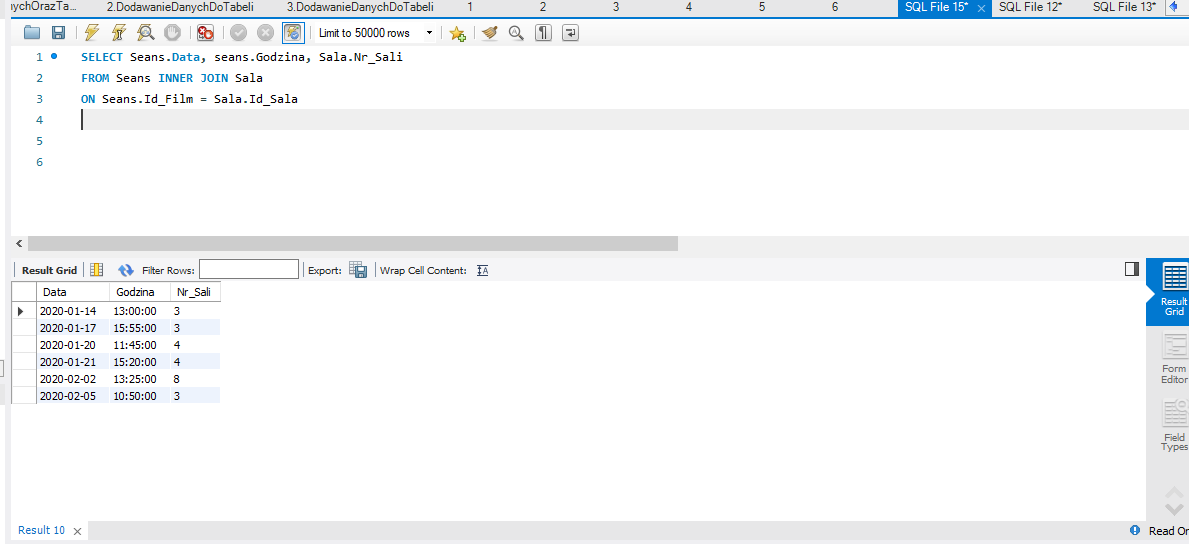 nychOrazTa... 2.DodawanieDanychDoTabeli 3.DodawanieDanychDoTabeli 1 2 3 4 5 6 SQL File 15* SQL File 12* SQL File 13*
Limit to 50000 rows
1 SELECT Seans.Data, seans.Godzina, Sala.Nr_Sali
2 FROM Seans INNER JOIN Sala
3 ON Seans.Id_Film = Sala.Id_Sala
4
5
6
Result Grid Filter Rows: Export: Wrap Cell Content:
Data Godzina Nr_Sali
2020-01-14 13:00:00 3
2020-01-17 15:55:00 3
2020-01-20 11:45:00 4
2020-01-21 15:20:00 4
2020-02-02 13:25:00 8
2020-02-05 10:50:00 3
Result
Grid
Form
Editor
Field
Types
Result 10 Read Or